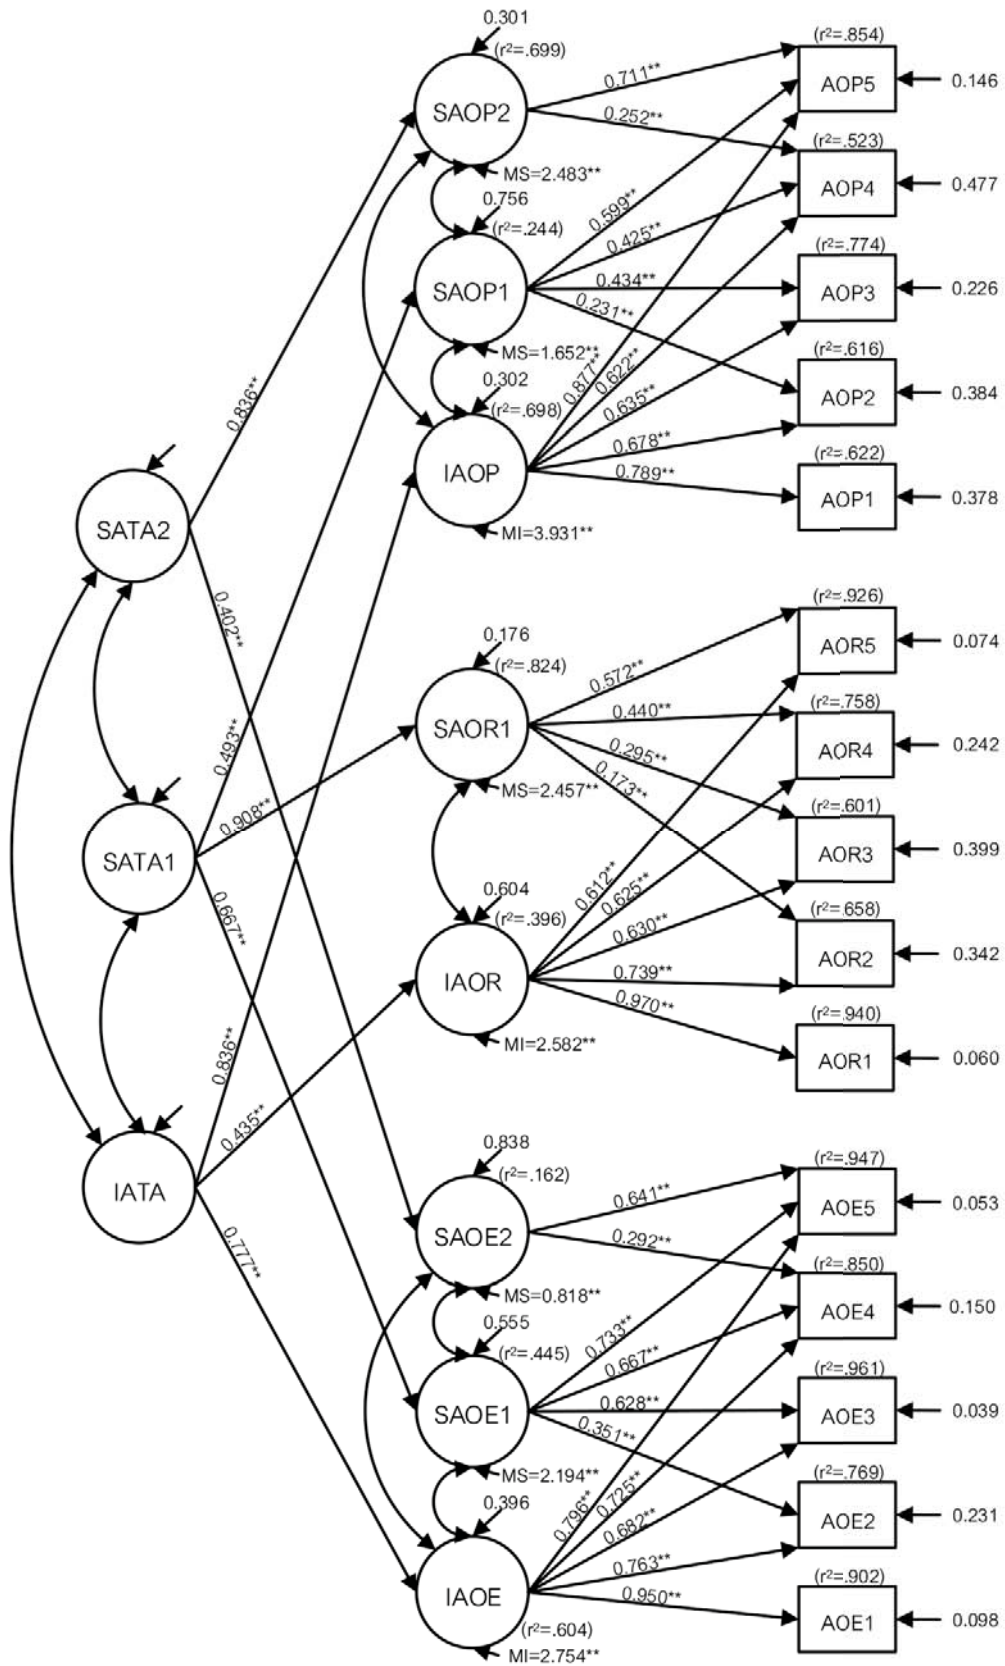 0.301
(r²=.699)
SAOP2
0.711**
0.252**
(r²=.854)
AOP5
0.146
(r²=.523)
AOP4
0.477
MS=2.483**
0.756
(r²=.244)
SAOP1
0.599**
0.425**
0.434**
0.231**
(r²=.774)
AOP3
0.226
MS=1.652**
0.302
(r²=.698)
IAOP
0.877**
0.622**
0.635**
0.678**
0.789**
(r²=.616)
AOP2
0.384
(r²=.622)
AOP1
0.378
MI=3.931**
0.836**
SATA2
0.402**
0.493**
0.908**
SATA1
0.667**
0.836**
0.435**
IATA
0.777**
0.176
(r²=.824)
SAOR1
0.572**
0.440**
0.295**
0.173**
(r²=.926)
AOR5
0.074
(r²=.758)
AOR4
0.242
MS=2.457**
(r²=.601)
AOR3
0.399
0.604
(r²=.396)
IAOR
0.612**
0.625**
0.630**
0.739**
0.970**
(r²=.658)
AOR2
0.342
(r²=.940)
AOR1
0.060
MI=2.582**
0.838
(r²=.162)
SAOE2
0.641**
0.292**
(r²=.947)
AOE5
0.053
(r²=.850)
AOE4
0.150
MS=0.818**
0.555
(r²=.445)
SAOE1
0.733**
0.667**
0.628**
0.351**
(r²=.961)
AOE3
0.039
MS=2.194**
0.396
IAOE
0.796**
0.725**
0.682**
0.763**
0.950**
(r²=.769)
AOE2
0.231
(r²=.902)
AOE1
0.098
(r²=.604)
MI=2.754**